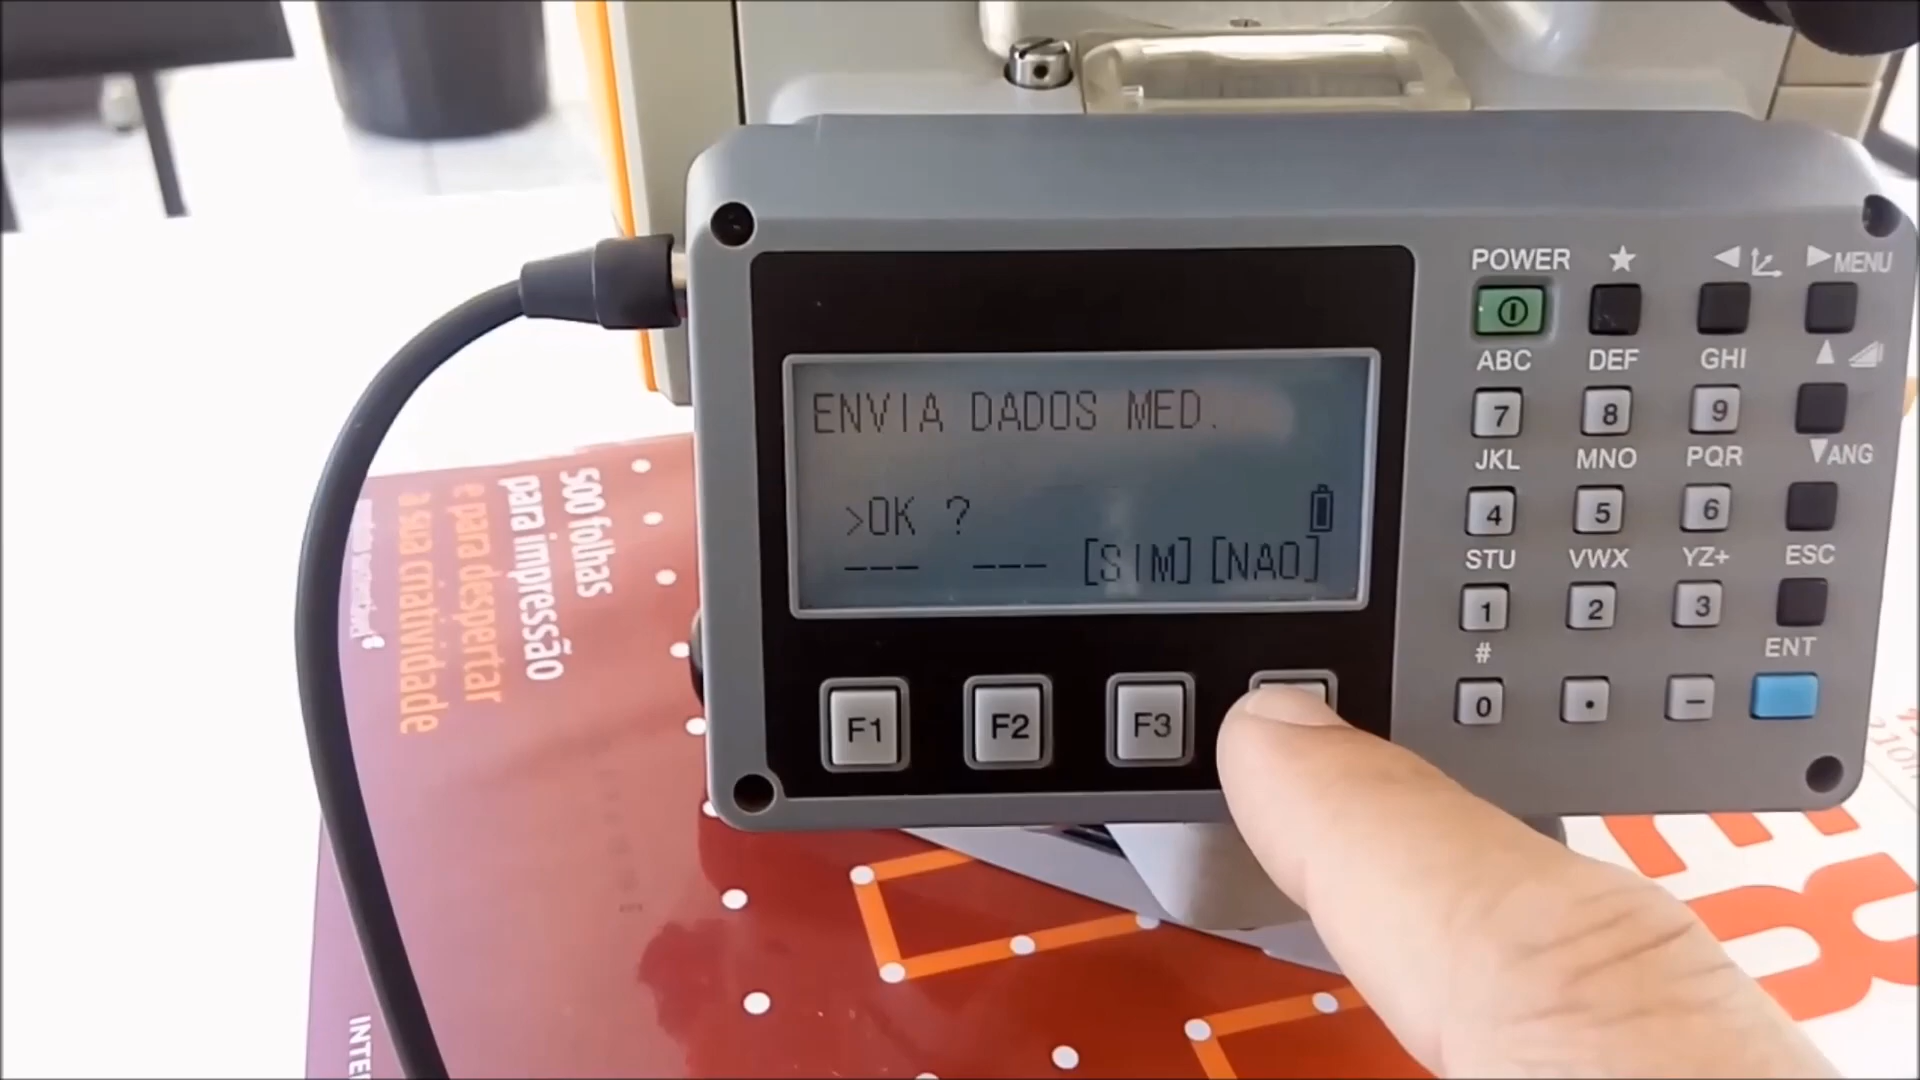 POWER ★ ◀ ▶MENU
ABC DEF GHI ▲
7 8 9
JKL MNO PQR ▼ANG
4 5 6
STU VWX YZ+ ESC
1 2 3
# ENT
0 . −
ENVIA DADOS MED.
>OK ?
--- --- [SIM] [NAO]
F1 F2 F3
500 folhas
para impressão
e para despertar
a sua criatividade